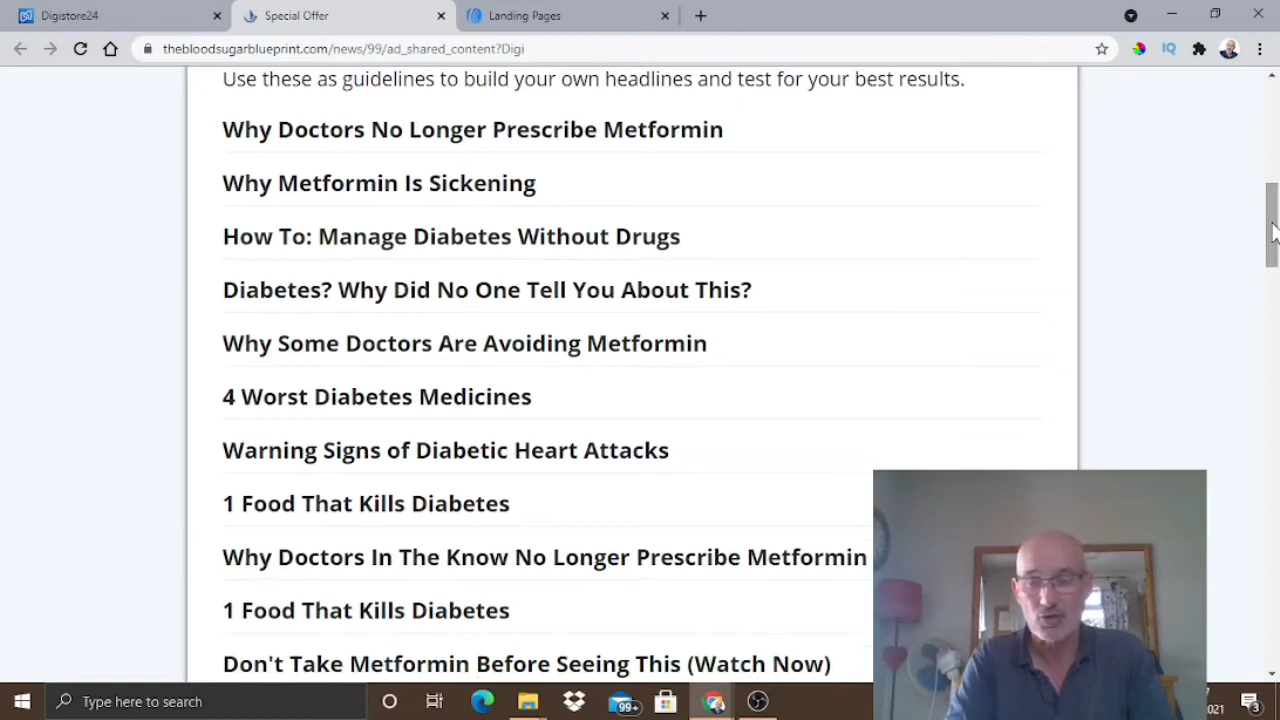 Digistore24
Special Offer
Landing Pages
thebloodsugarblueprint.com/news/99/ad_shared_content?Digi
IQ
Use these as guidelines to build your own headlines and test for your best results.
Why Doctors No Longer Prescribe Metformin
Why Metformin Is Sickening
How To: Manage Diabetes Without Drugs
Diabetes? Why Did No One Tell You About This?
Why Some Doctors Are Avoiding Metformin
4 Worst Diabetes Medicines
Warning Signs of Diabetic Heart Attacks
1 Food That Kills Diabetes
Why Doctors In The Know No Longer Prescribe Metformin
1 Food That Kills Diabetes
Don't Take Metformin Before Seeing This (Watch Now)
Type here to search
99+
021
3